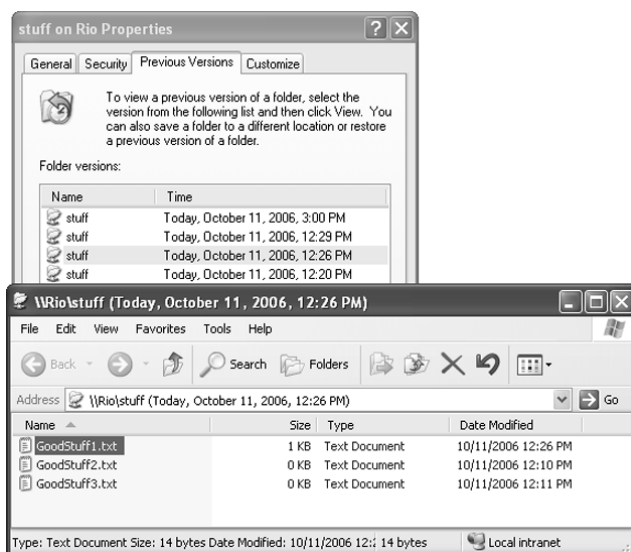 stuff on Rio Properties
General Security Previous Versions Customize
To view a previous version of a folder, select the
version from the following list and then click View. You
can also save a folder to a different location or restore
a previous version of a folder.
Folder versions:
Name Time
stuff Today, October 11, 2006, 3:00 PM
stuff Today, October 11, 2006, 12:29 PM
stuff Today, October 11, 2006, 12:26 PM
stuff Today, October 11, 2006, 12:20 PM
\\Rio\stuff (Today, October 11, 2006, 12:26 PM)
File Edit View Favorites Tools Help
Back Search Folders
Address \\Rio\stuff (Today, October 11, 2006, 12:26 PM) Go
Name Size Type Date Modified
GoodStuff1.txt 1 KB Text Document 10/11/2006 12:26 PM
GoodStuff2.txt 0 KB Text Document 10/11/2006 12:10 PM
GoodStuff3.txt 0 KB Text Document 10/11/2006 12:11 PM
Type: Text Document Size: 14 bytes Date Modified: 10/11/2006 12:2 14 bytes Local intranet